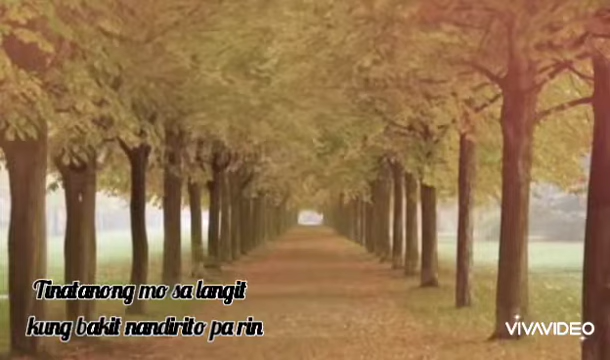 Tinatanong mo sa langit
kung bakit nandirito pa rin
VIVAVIDEO